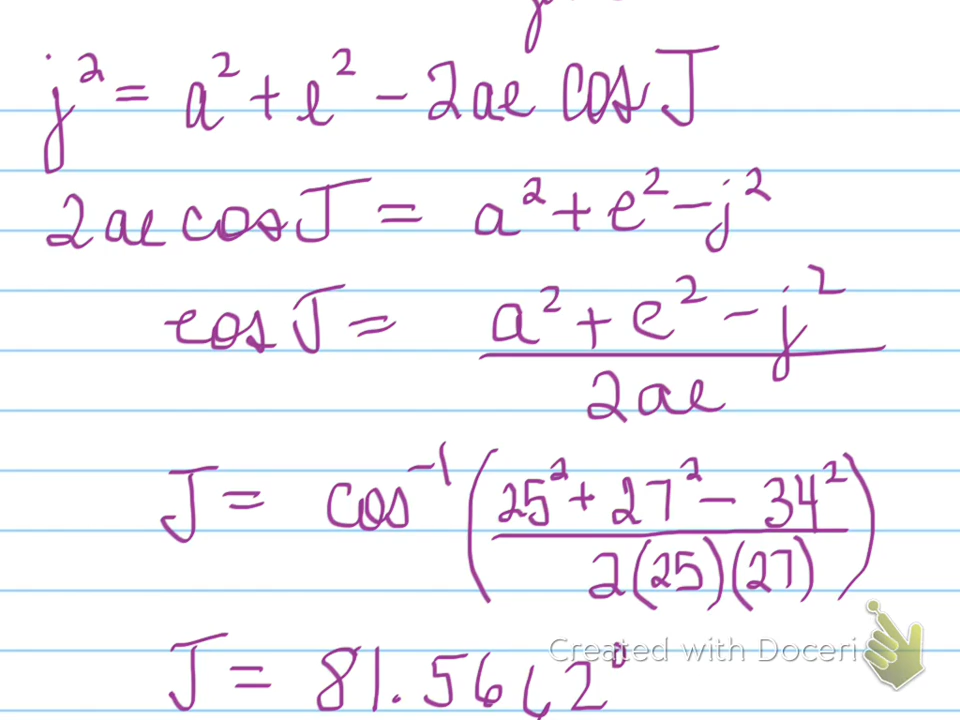 j² = a² + e² - 2ae cos J
2ae cos J = a² + e² - j²
cos J = (a² + e² - j²) / 2ae
J = cos⁻¹ ((25² + 27² - 34²) / 2(25)(27))
Created with Doceri
J = 81.5662°